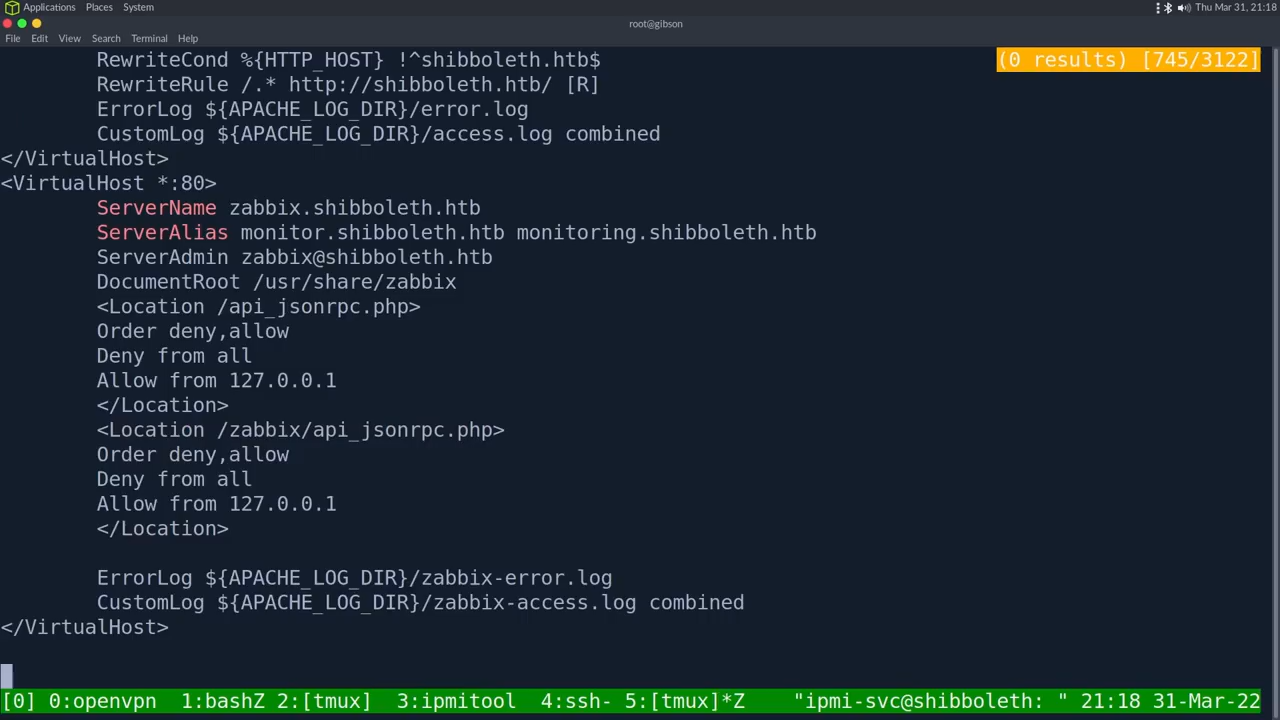 Applications Places System Thu Mar 31, 21:18
root@gibson
File Edit View Search Terminal Help
RewriteCond %{HTTP_HOST} !^shibboleth.htb$ (0 results) [745/3122]
RewriteRule /.* http://shibboleth.htb/ [R]
ErrorLog ${APACHE_LOG_DIR}/error.log
CustomLog ${APACHE_LOG_DIR}/access.log combined
</VirtualHost>
<VirtualHost *:80>
ServerName zabbix.shibboleth.htb
ServerAlias monitor.shibboleth.htb monitoring.shibboleth.htb
ServerAdmin zabbix@shibboleth.htb
DocumentRoot /usr/share/zabbix
<Location /api_jsonrpc.php>
Order deny,allow
Deny from all
Allow from 127.0.0.1
</Location>
<Location /zabbix/api_jsonrpc.php>
Order deny,allow
Deny from all
Allow from 127.0.0.1
</Location>
ErrorLog ${APACHE_LOG_DIR}/zabbix-error.log
CustomLog ${APACHE_LOG_DIR}/zabbix-access.log combined
</VirtualHost>
[0] 0:openvpn 1:bashZ 2:[tmux] 3:ipmitool 4:ssh- 5:[tmux]*Z "ipmi-svc@shibboleth: " 21:18 31-Mar-22